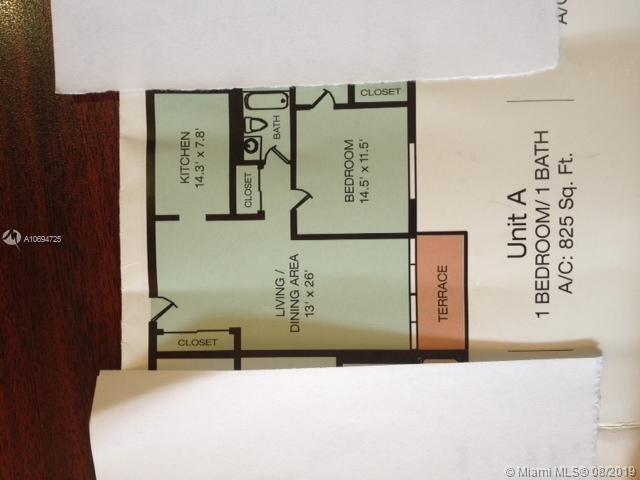 CLOSET
KITCHEN
14.3' x 7.8'
BATH
CLOSET
BEDROOM
14.5' x 11.5'
LIVING /
DINING AREA
13' x 26'
TERRACE
CLOSET
Unit A
1 BEDROOM/ 1 BATH
A/C: 825 Sq. Ft.
A10694725
© Miami MLS® 08/2019